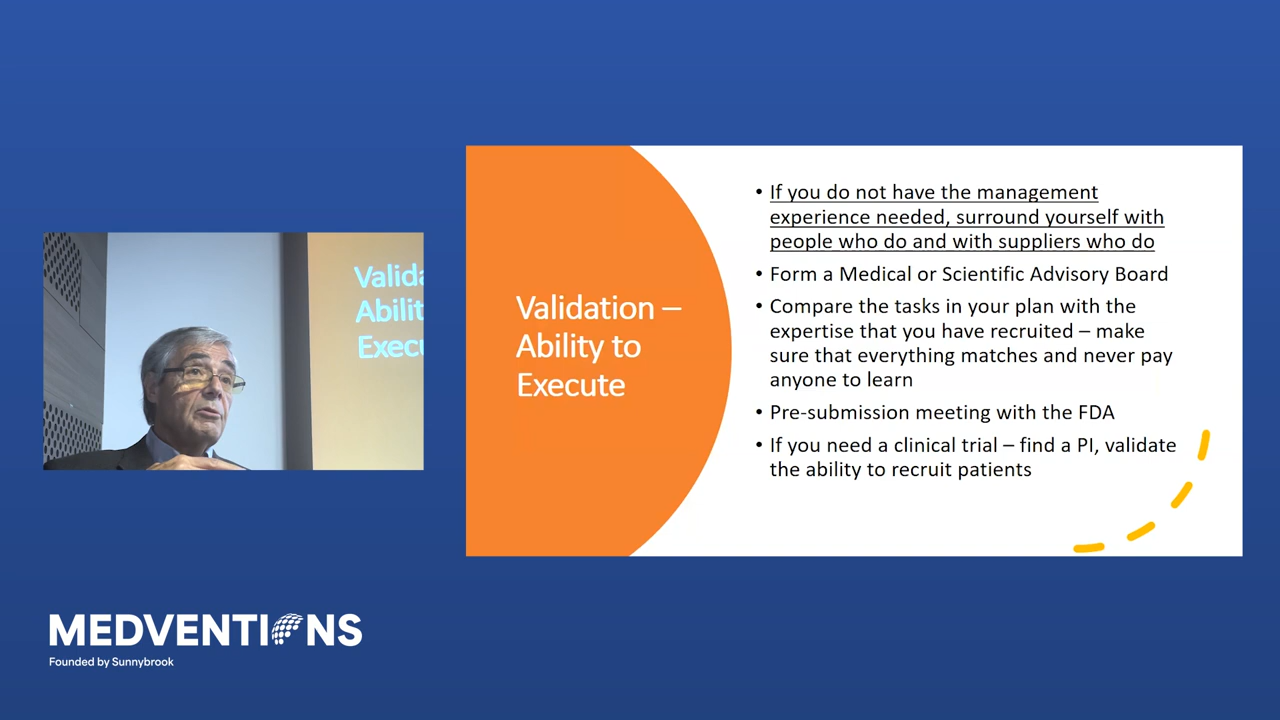 Valida
Abilit
Execu
Validation –
Ability to
Execute
• If you do not have the management
experience needed, surround yourself with
people who do and with suppliers who do
• Form a Medical or Scientific Advisory Board
• Compare the tasks in your plan with the
expertise that you have recruited – make
sure that everything matches and never pay
anyone to learn
• Pre-submission meeting with the FDA
• If you need a clinical trial – find a PI, validate
the ability to recruit patients
MEDVENTIONS
Founded by Sunnybrook